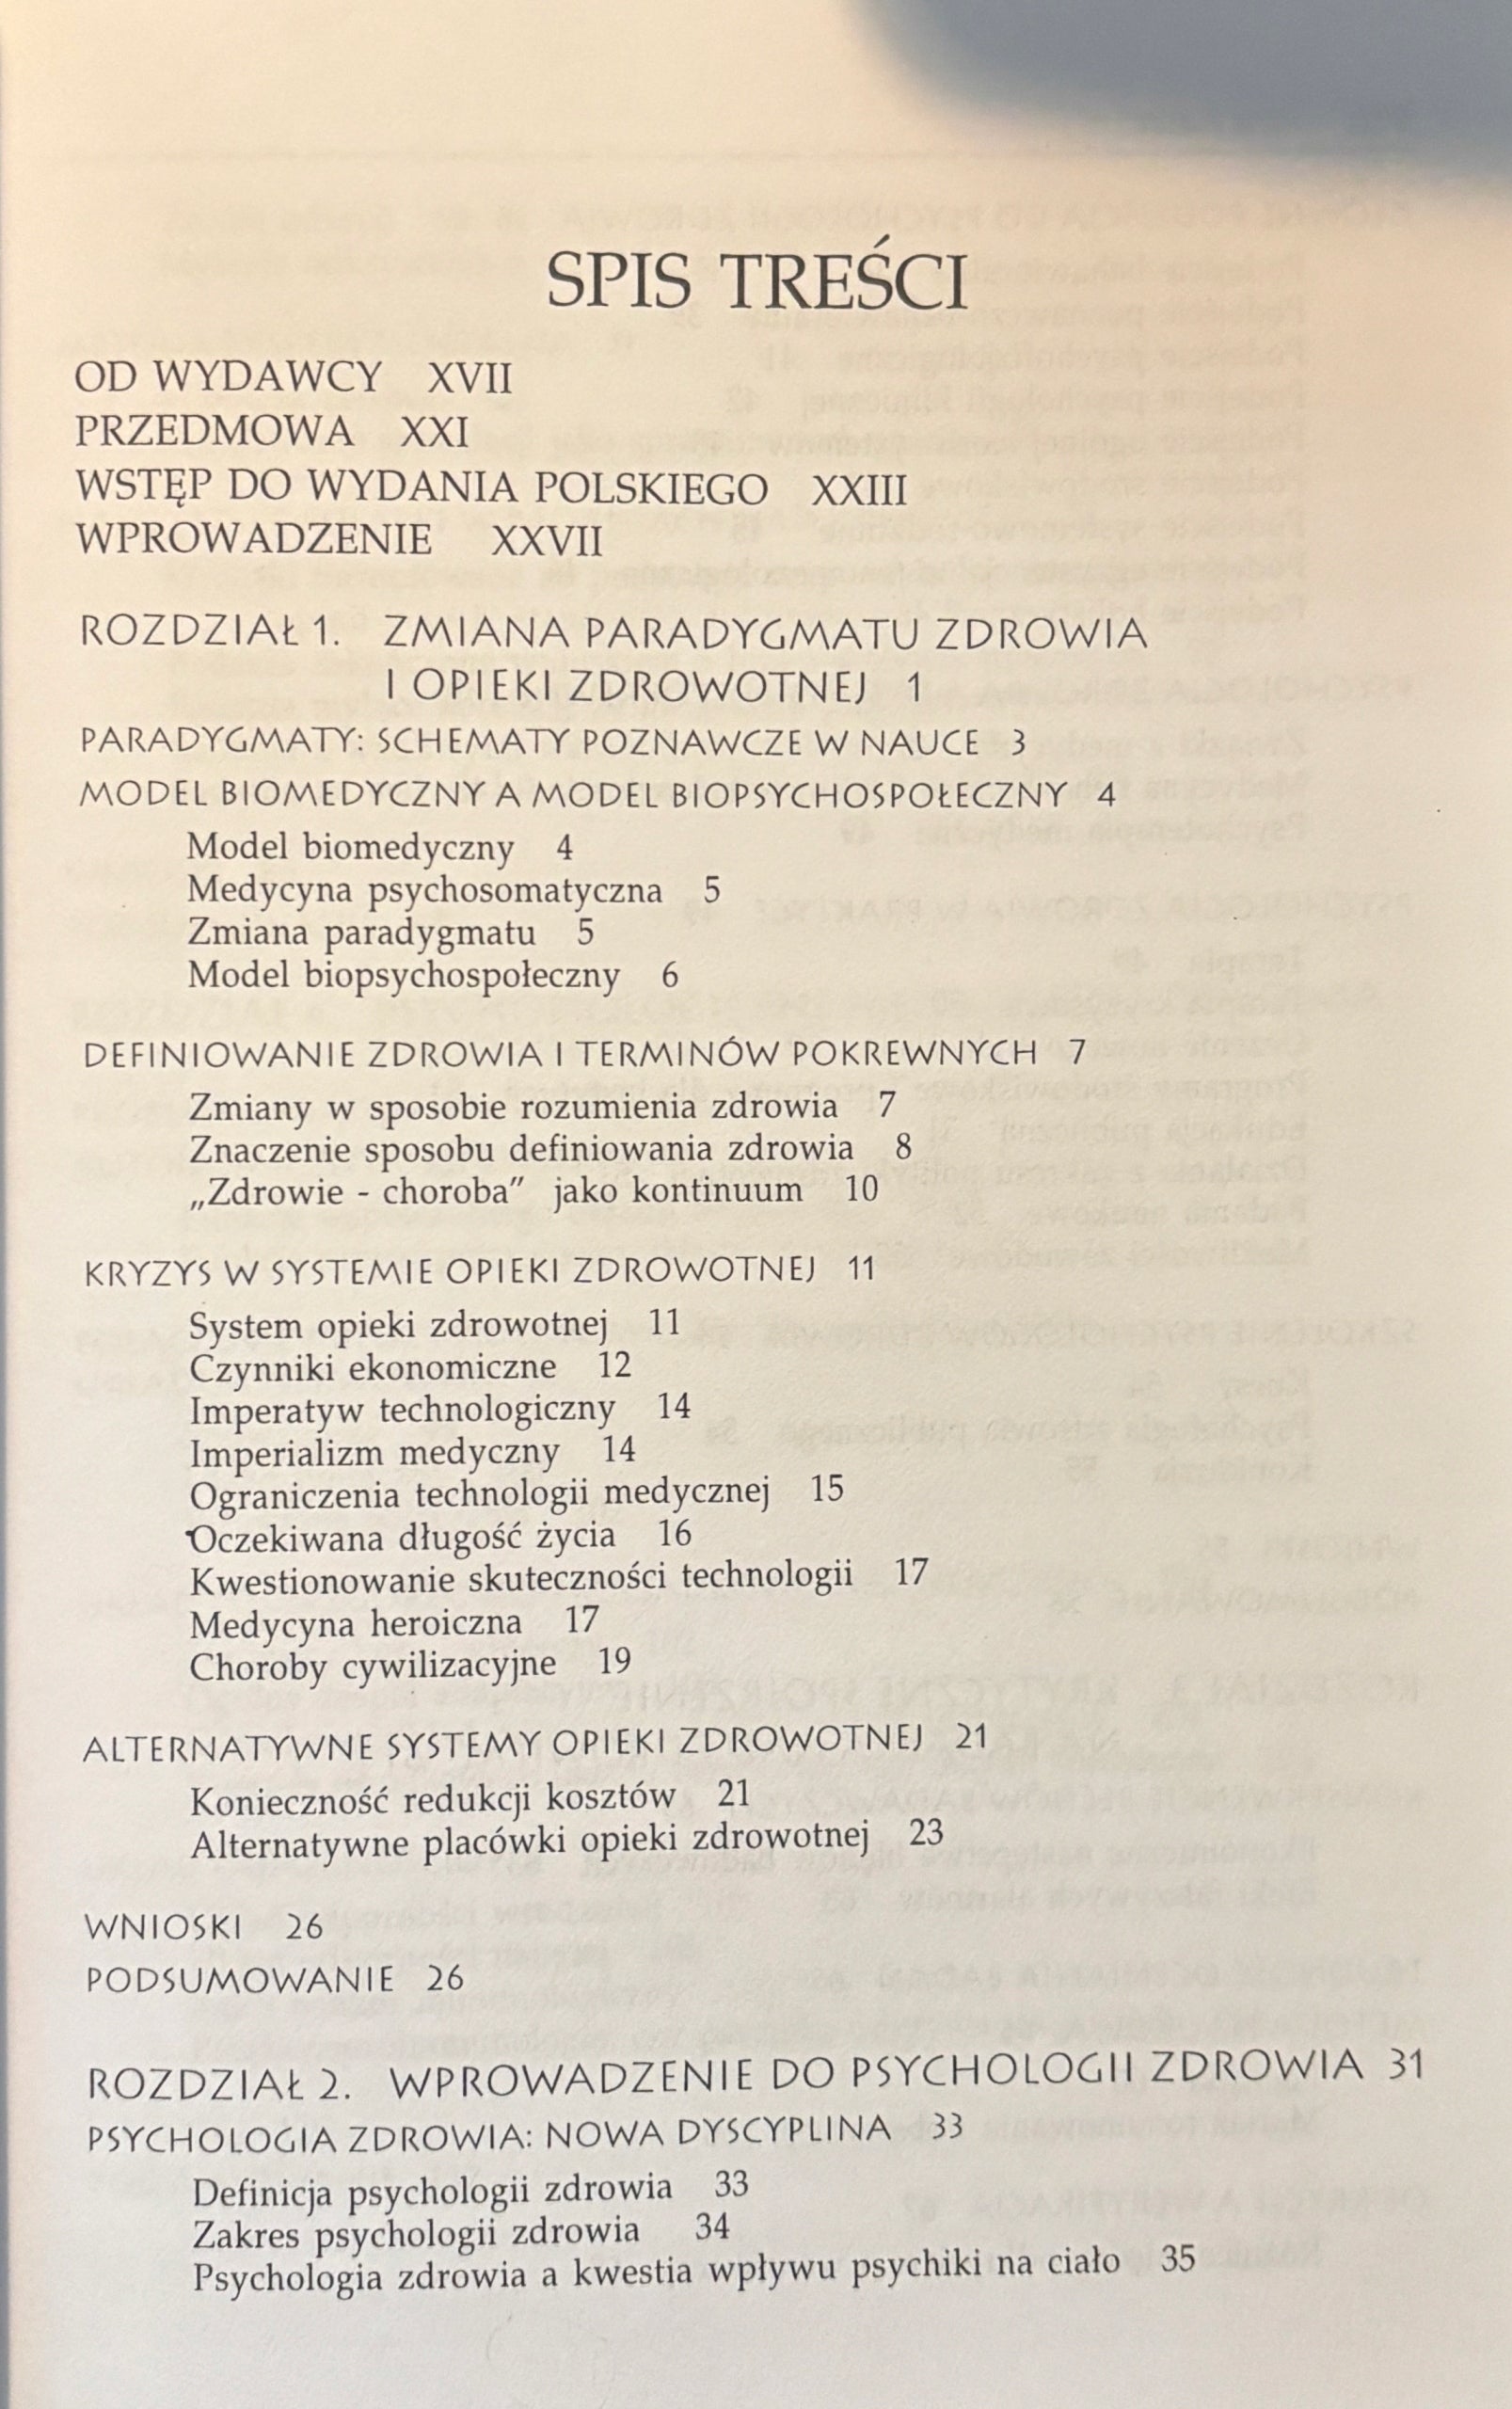 SPIS TREŚCI
OD WYDAWCY XVII
PRZEDMOWA XXI
WSTĘP DO WYDANIA POLSKIEGO XXIII
WPROWADZENIE XXVII
ROZDZIAŁ 1. ZMIANA PARADYGMATU ZDROWIA
I OPIEKI ZDROWOTNEJ 1
PARADYGMATY: SCHEMATY POZNAWCZE W NAUCE 3
MODEL BIOMEDYCZNY A MODEL BIOPSYCHOSPOŁECZNY 4
Model biomedyczny 4
Medycyna psychosomatyczna 5
Zmiana paradygmatu 5
Model biopsychospołeczny 6
DEFINIOWANIE ZDROWIA I TERMINÓW POKREWNYCH 7
Zmiany w sposobie rozumienia zdrowia 7
Znaczenie sposobu definiowania zdrowia 8
„Zdrowie - choroba” jako kontinuum 10
KRYZYS W SYSTEMIE OPIEKI ZDROWOTNEJ 11
System opieki zdrowotnej 11
Czynniki ekonomiczne 12
Imperatyw technologiczny 14
Imperializm medyczny 14
Ograniczenia technologii medycznej 15
Oczekiwana długość życia 16
Kwestionowanie skuteczności technologii 17
Medycyna heroiczna 17
Choroby cywilizacyjne 19
ALTERNATYWNE SYSTEMY OPIEKI ZDROWOTNEJ 21
Konieczność redukcji kosztów 21
Alternatywne placówki opieki zdrowotnej 23
WNIOSKI 26
PODSUMOWANIE 26
ROZDZIAŁ 2. WPROWADZENIE DO PSYCHOLOGII ZDROWIA 31
PSYCHOLOGIA ZDROWIA: NOWA DYSCYPLINA 33
Definicja psychologii zdrowia 33
Zakres psychologii zdrowia 34
Psychologia zdrowia a kwestia wpływu psychiki na ciało 35